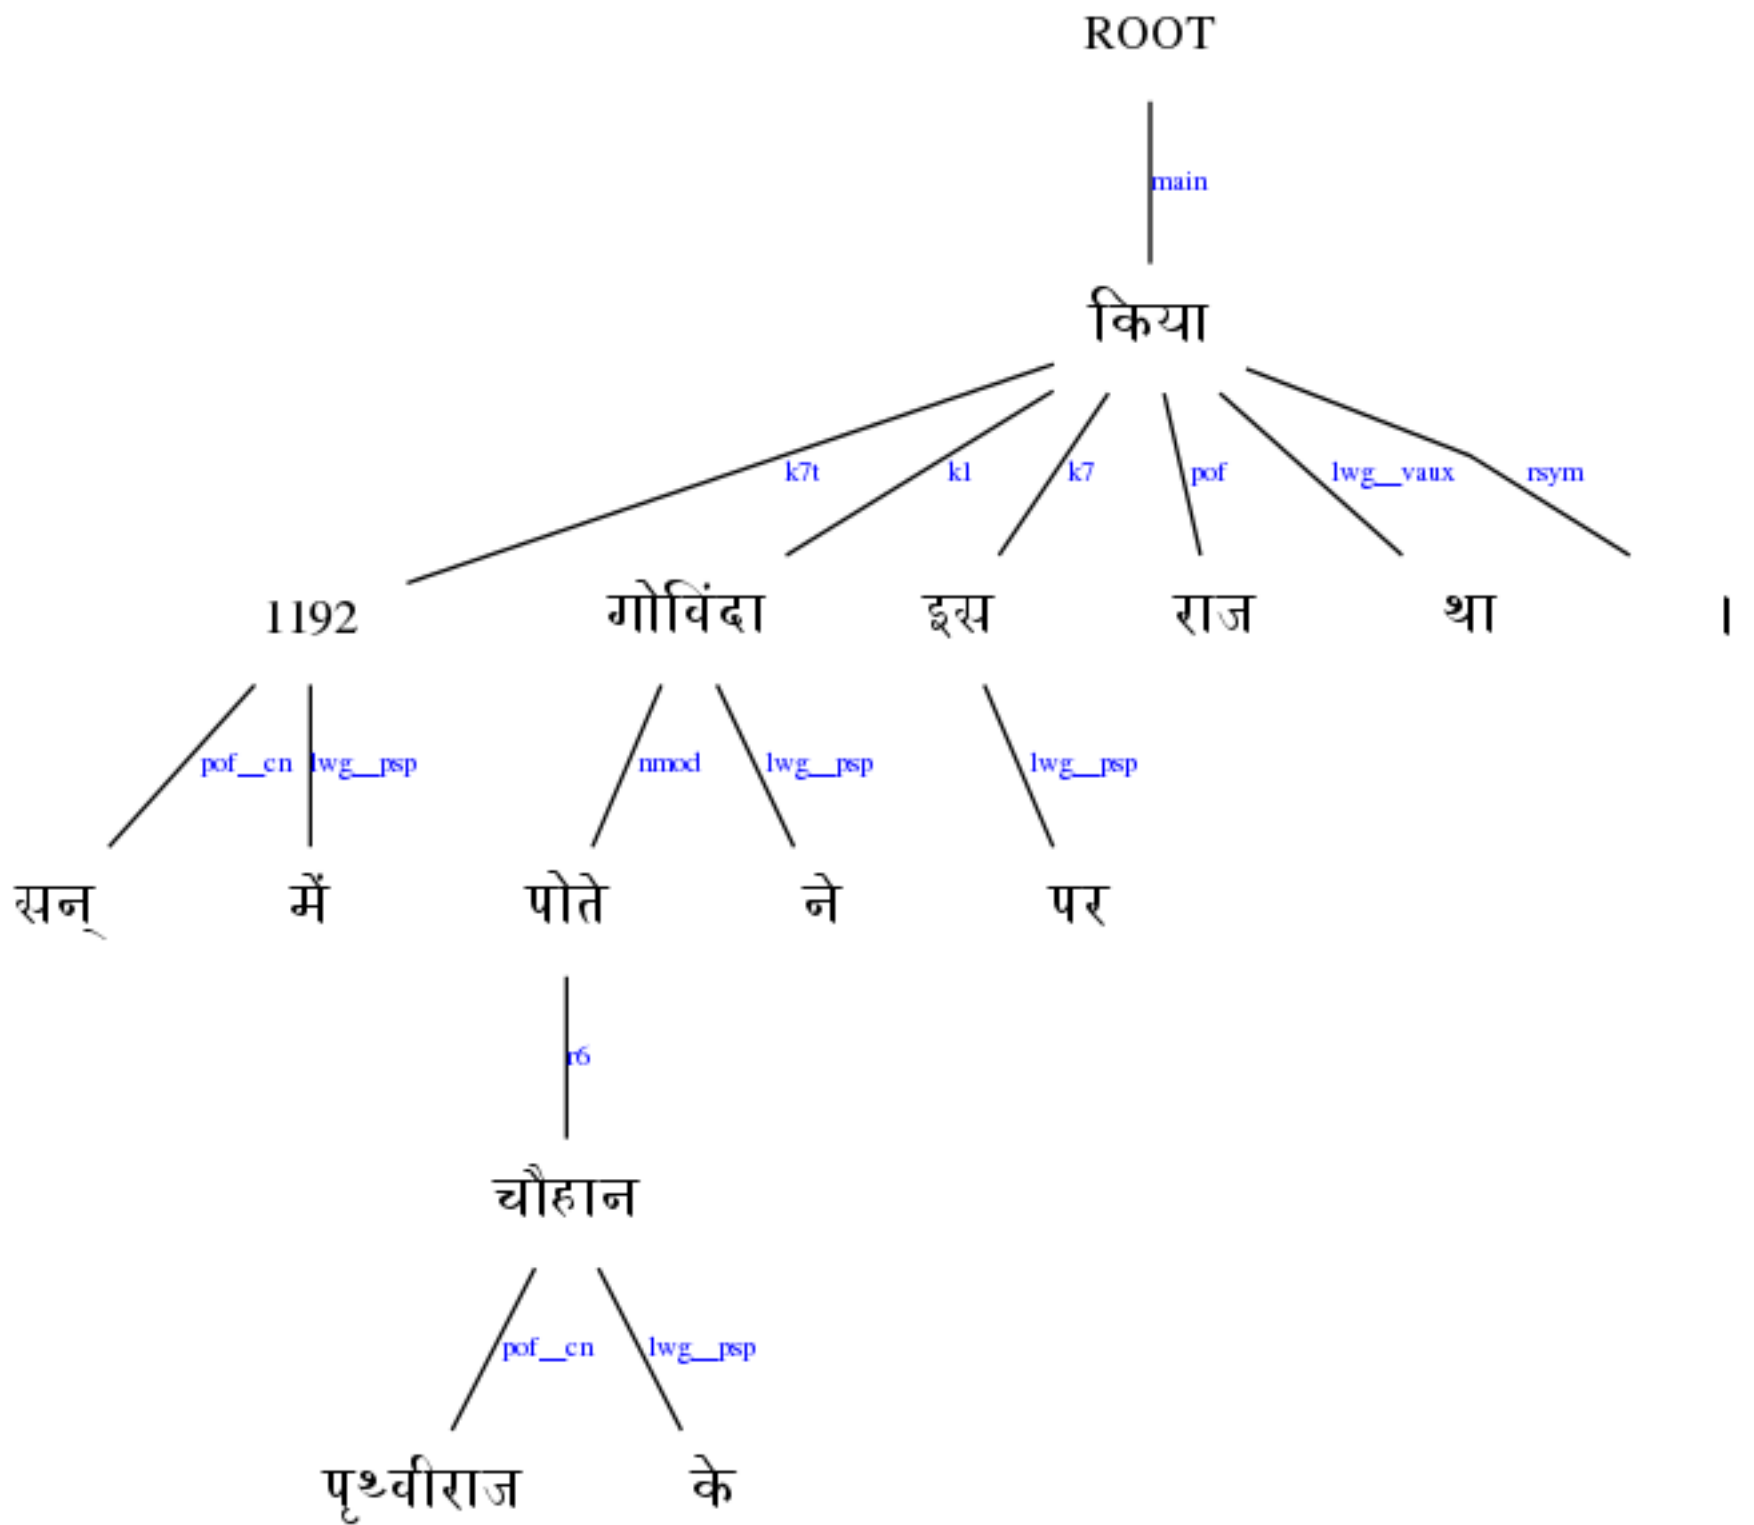 ROOT
main
किया
k7t k1 k7 pof lwg__vaux rsym
1192 गोविंदा इस राज था ।
pof__cn lwg__psp nmod lwg__psp lwg__psp
सन् में पोते ने पर
r6
चौहान
pof__cn lwg__psp
पृथ्वीराज के